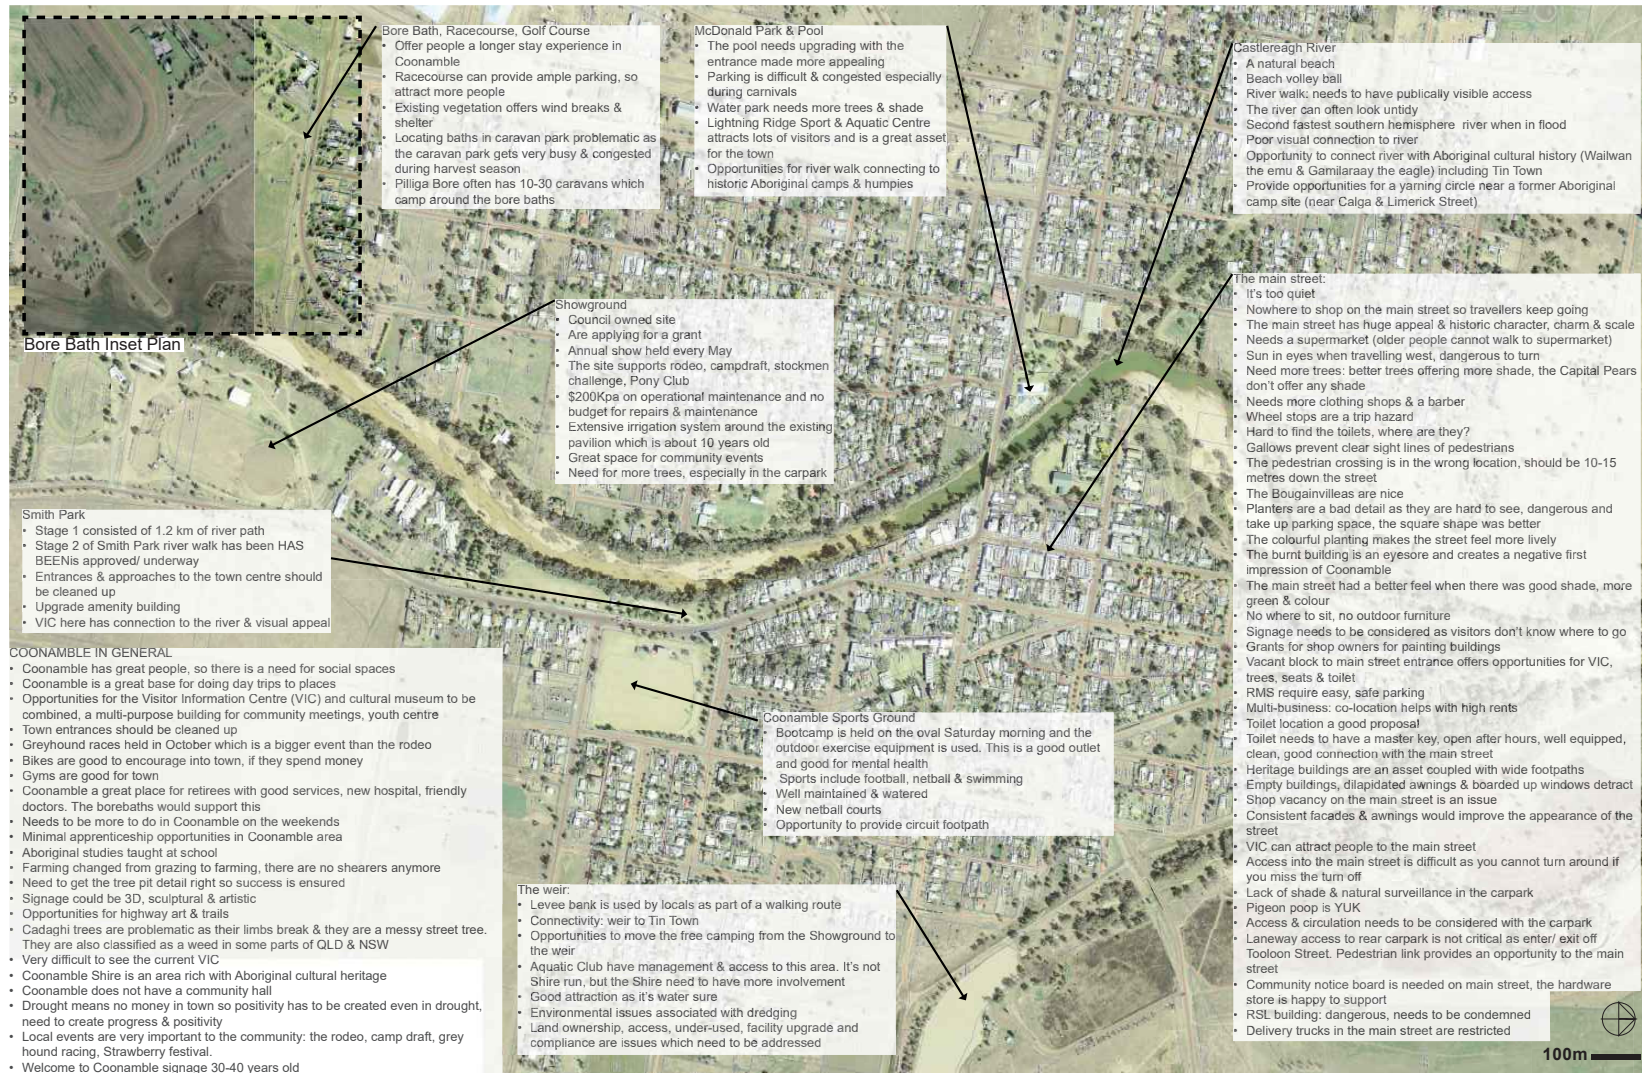 Bore Bath Inset Plan
Bore Bath, Racecourse, Golf Course
• Offer people a longer stay experience in
Coonamble
• Racecourse can provide ample parking, so
attract more people
• Existing vegetation offers wind breaks &
shelter
• Locating baths in caravan park problematic as
the caravan park gets very busy & congested
during harvest season
• Pilliga Bore often has 10-30 caravans which
camp around the bore baths
McDonald Park & Pool
• The pool needs upgrading with the
entrance made more appealing
• Parking is difficult & congested especially
during carnivals
• Water park needs more trees & shade
• Lightning Ridge Sport & Aquatic Centre
attracts lots of visitors and is a great asset
for the town
• Opportunities for river walk connecting to
historic Aboriginal camps & humpies
Castlereagh River
• A natural beach
• Beach volley ball
• River walk: needs to have publically visible access
• The river can often look untidy
• Second fastest southern hemisphere river when in flood
• Poor visual connection to river
• Opportunity to connect river with Aboriginal cultural history (Wailwan
the emu & Gamilaraay the eagle) including Tin Town
• Provide opportunities for a yarning circle near a former Aboriginal
camp site (near Calga & Limerick Street)
Showground
• Council owned site
• Are applying for a grant
• Annual show held every May
• The site supports rodeo, campdraft, stockmen
challenge, Pony Club
• $200Kpa on operational maintenance and no
budget for repairs & maintenance
• Extensive irrigation system around the existing
pavilion which is about 10 years old
• Great space for community events
• Need for more trees, especially in the carpark
The main street:
• It's too quiet
• Nowhere to shop on the main street so travellers keep going
• The main street has huge appeal & historic character, charm & scale
• Needs a supermarket (older people cannot walk to supermarket)
• Sun in eyes when travelling west, dangerous to turn
• Need more trees: better trees offering more shade, the Capital Pears
don't offer any shade
• Needs more clothing shops & a barber
• Wheel stops are a trip hazard
• Hard to find the toilets, where are they?
• Gallows prevent clear sight lines of pedestrians
• The pedestrian crossing is in the wrong location, should be 10-15
metres down the street
• The Bougainvilleas are nice
• Planters are a bad detail as they are hard to see, dangerous and
take up parking space, the square shape was better
• The colourful planting makes the street feel more lively
• The burnt building is an eyesore and creates a negative first
impression of Coonamble
• The main street had a better feel when there was good shade, more
green & colour
• No where to sit, no outdoor furniture
• Signage needs to be considered as visitors don't know where to go
• Grants for shop owners for painting buildings
• Vacant block to main street entrance offers opportunities for VIC,
trees, seats & toilet
• RMS require easy, safe parking
• Multi-business: co-location helps with high rents
• Toilet location a good proposal
• Toilet needs to have a master key, open after hours, well equipped,
clean, good connection with the main street
• Heritage buildings are an asset coupled with wide footpaths
• Empty buildings, dilapidated awnings & boarded up windows detract
• Shop vacancy on the main street is an issue
• Consistent facades & awnings would improve the appearance of the
street
• VIC can attract people to the main street
• Access into the main street is difficult as you cannot turn around if
you miss the turn off
• Lack of shade & natural surveillance in the carpark
• Pigeon poop is YUK
• Access & circulation needs to be considered with the carpark
• Laneway access to rear carpark is not critical as enter/ exit off
Tooloon Street. Pedestrian link provides an opportunity to the main
street
• Community notice board is needed on main street, the hardware
store is happy to support
• RSL building: dangerous, needs to be condemned
• Delivery trucks in the main street are restricted
Smith Park
• Stage 1 consisted of 1.2 km of river path
• Stage 2 of Smith Park river walk has been HAS
BEENis approved/ underway
• Entrances & approaches to the town centre should
be cleaned up
• Upgrade amenity building
• VIC here has connection to the river & visual appeal
COONAMBLE IN GENERAL
• Coonamble has great people, so there is a need for social spaces
• Coonamble is a great base for doing day trips to places
• Opportunities for the Visitor Information Centre (VIC) and cultural museum to be
combined, a multi-purpose building for community meetings, youth centre
• Town entrances should be cleaned up
• Greyhound races held in October which is a bigger event than the rodeo
• Bikes are good to encourage into town, if they spend money
• Gyms are good for town
• Coonamble a great place for retirees with good services, new hospital, friendly
doctors. The borebaths would support this
• Needs to be more to do in Coonamble on the weekends
• Minimal apprenticeship opportunities in Coonamble area
• Aboriginal studies taught at school
• Farming changed from grazing to farming, there are no shearers anymore
• Need to get the tree pit detail right so success is ensured
• Signage could be 3D, sculptural & artistic
• Opportunities for highway art & trails
• Cadaghi trees are problematic as their limbs break & they are a messy street tree.
They are also classified as a weed in some parts of QLD & NSW
• Very difficult to see the current VIC
• Coonamble Shire is an area rich with Aboriginal cultural heritage
• Coonamble does not have a community hall
• Drought means no money in town so positivity has to be created even in drought,
need to create progress & positivity
• Local events are very important to the community: the rodeo, camp draft, grey
hound racing, Strawberry festival.
• Welcome to Coonamble signage 30-40 years old
Coonamble Sports Ground
• Bootcamp is held on the oval Saturday morning and the
outdoor exercise equipment is used. This is a good outlet
and good for mental health
• Sports include football, netball & swimming
• Well maintained & watered
• New netball courts
• Opportunity to provide circuit footpath
The weir:
• Levee bank is used by locals as part of a walking route
• Connectivity: weir to Tin Town
• Opportunities to move the free camping from the Showground to
the weir
• Aquatic Club have management & access to this area. It's not
Shire run, but the Shire need to have more involvement
• Good attraction as it's water sure
• Environmental issues associated with dredging
• Land ownership, access, under-used, facility upgrade and
compliance are issues which need to be addressed
100m